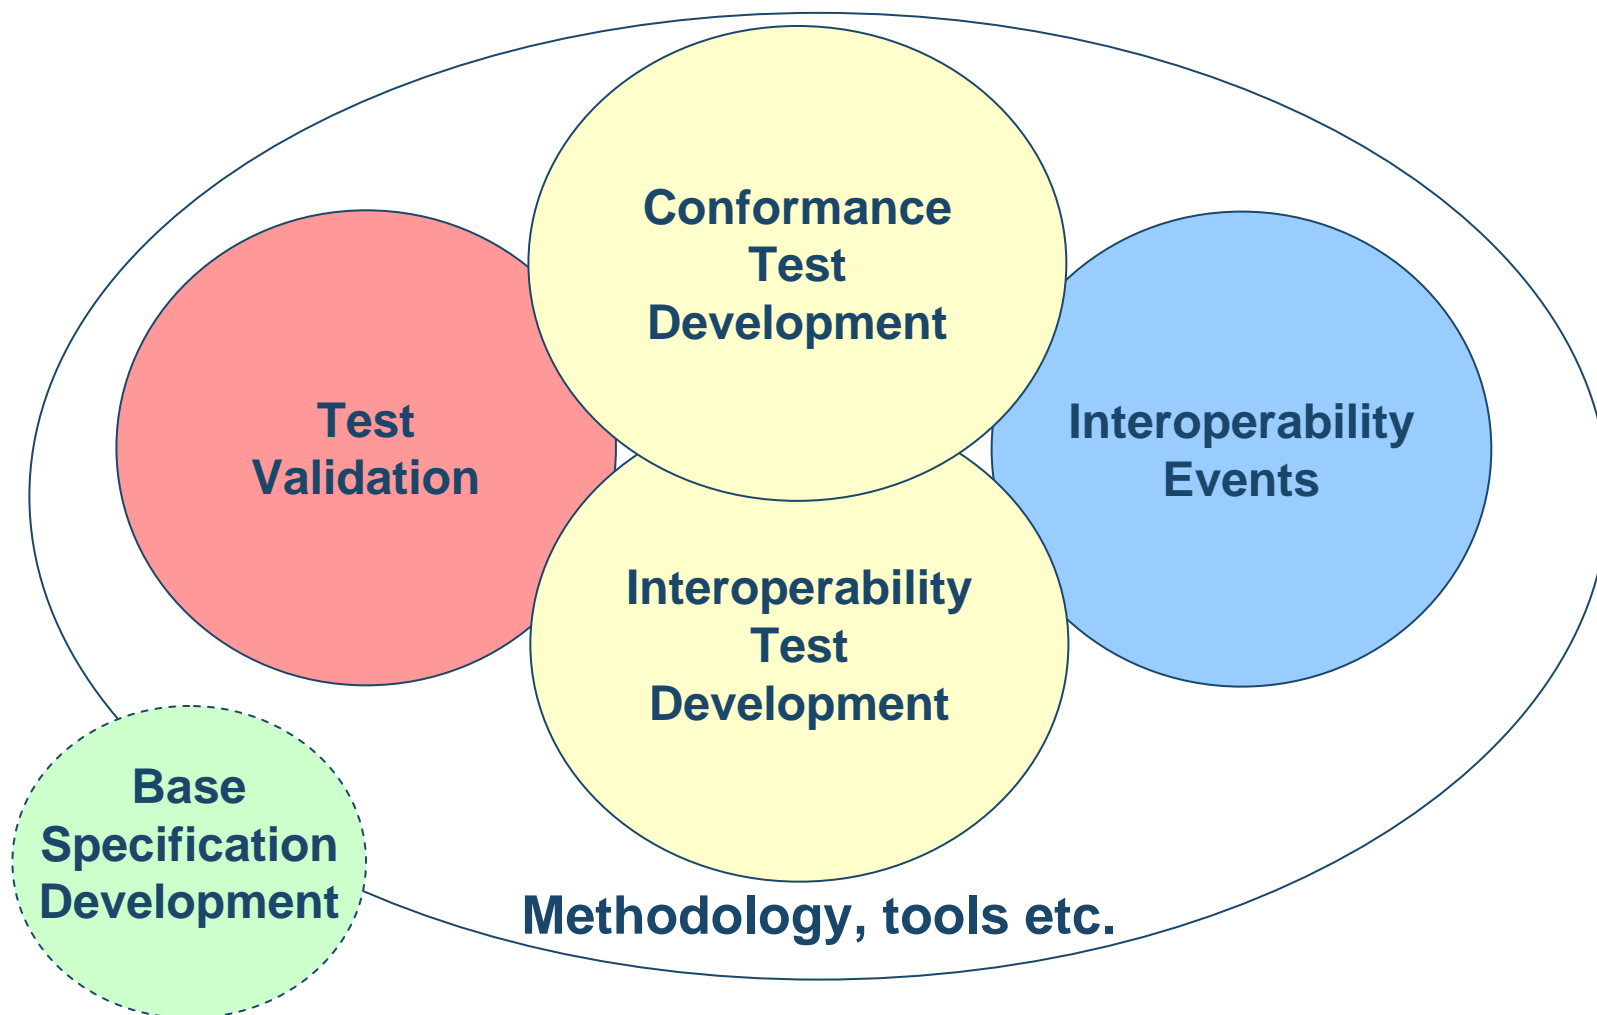 Conformance
Test
Development
Test
Validation
Interoperability
Events
Interoperability
Test
Development
Base
Specification
Development
Methodology, tools etc.